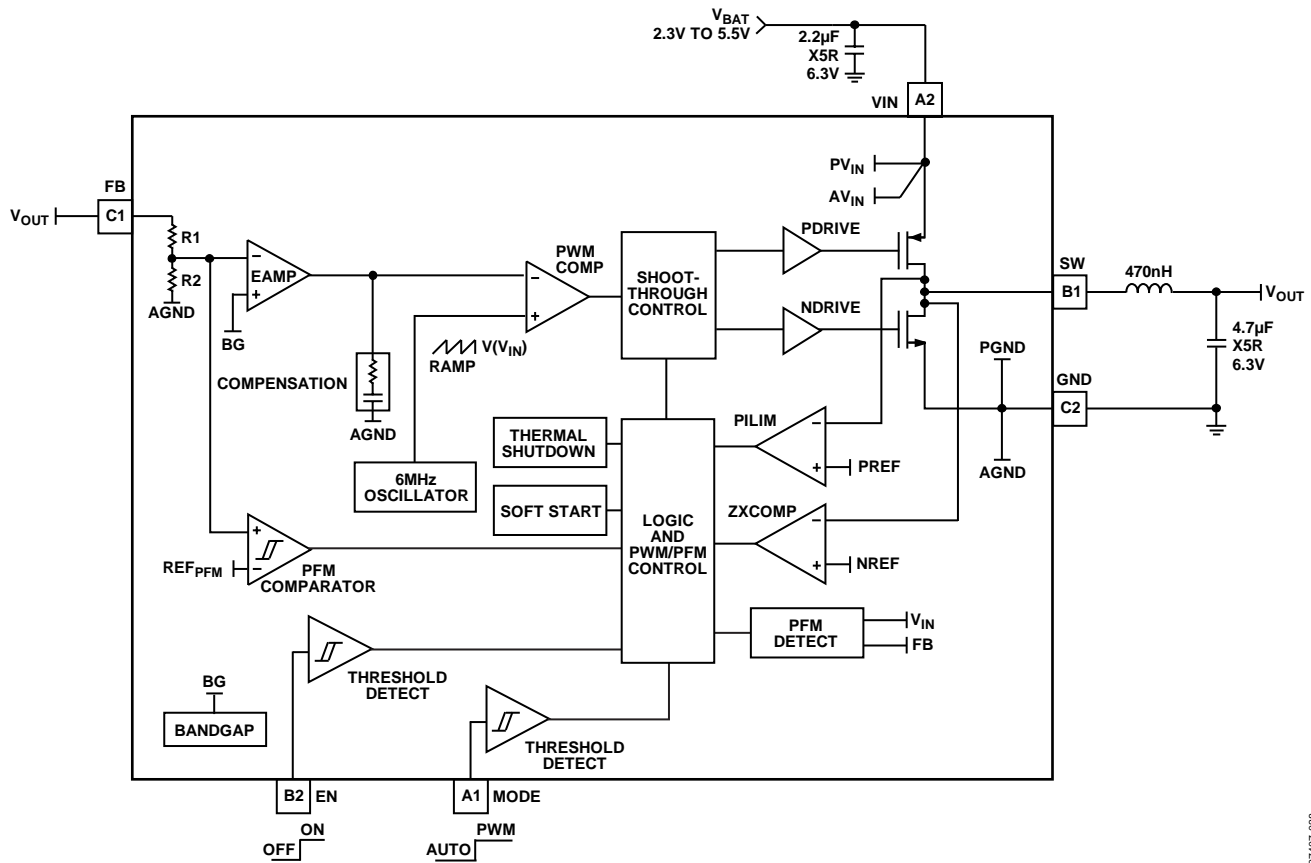 VBAT
2.3V TO 5.5V
2.2µF
X5R
6.3V
VIN
A2
PVIN
AVIN
FB
C1
VOUT
R1
R2
AGND
EAMP
BG
COMPENSATION
AGND
PWM
COMP
RAMP
V(VIN)
6MHz
OSCILLATOR
SHOOT-
THROUGH
CONTROL
PDRIVE
NDRIVE
SW
B1
470nH
VOUT
4.7µF
X5R
6.3V
PGND
GND
C2
AGND
THERMAL
SHUTDOWN
SOFT START
LOGIC
AND
PWM/PFM
CONTROL
PILIM
PREF
ZXCOMP
NREF
REFPFM
PFM
COMPARATOR
PFM
DETECT
VIN
FB
THRESHOLD
DETECT
BG
BANDGAP
THRESHOLD
DETECT
B2
EN
A1
MODE
ON
OFF
PWM
AUTO